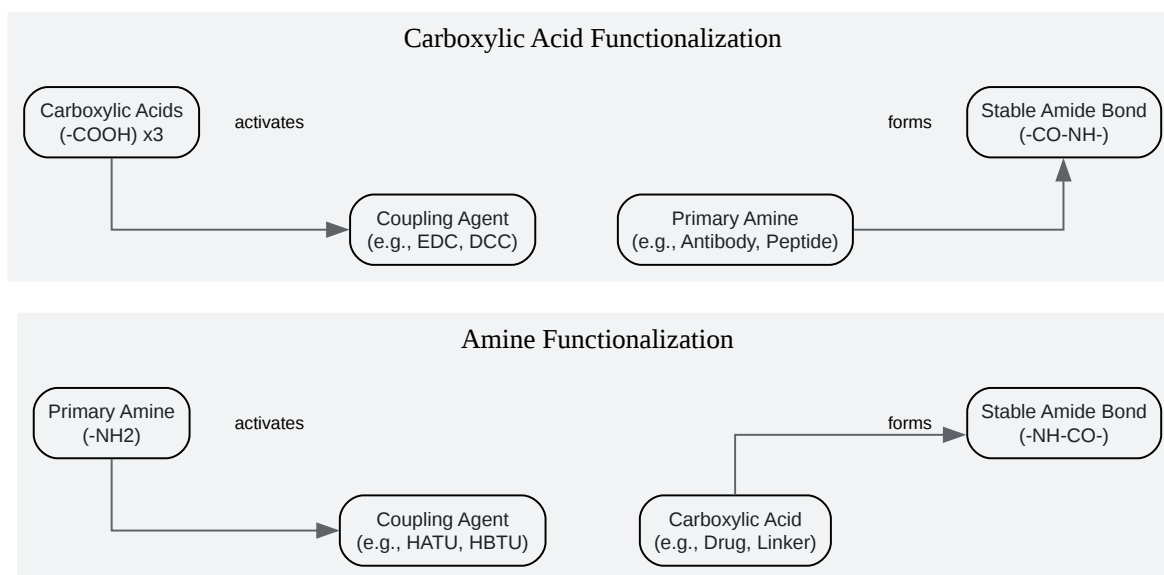 Carboxylic Acid Functionalization
Carboxylic Acids
(-COOH) x3
activates
forms
Stable Amide Bond
(-CO-NH-)
Coupling Agent
(e.g., EDC, DCC)
Primary Amine
(e.g., Antibody, Peptide)
Amine Functionalization
Primary Amine
(-NH2)
activates
forms
Stable Amide Bond
(-NH-CO-)
Coupling Agent
(e.g., HATU, HBTU)
Carboxylic Acid
(e.g., Drug, Linker)